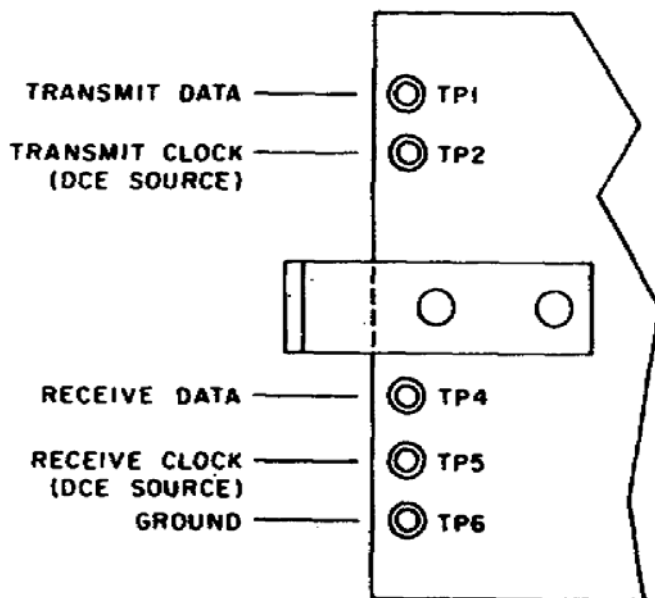 TRANSMIT DATA TP1
TRANSMIT CLOCK TP2
(DCE SOURCE)
RECEIVE DATA TP4
RECEIVE CLOCK TP5
(DCE SOURCE)
GROUND TP6